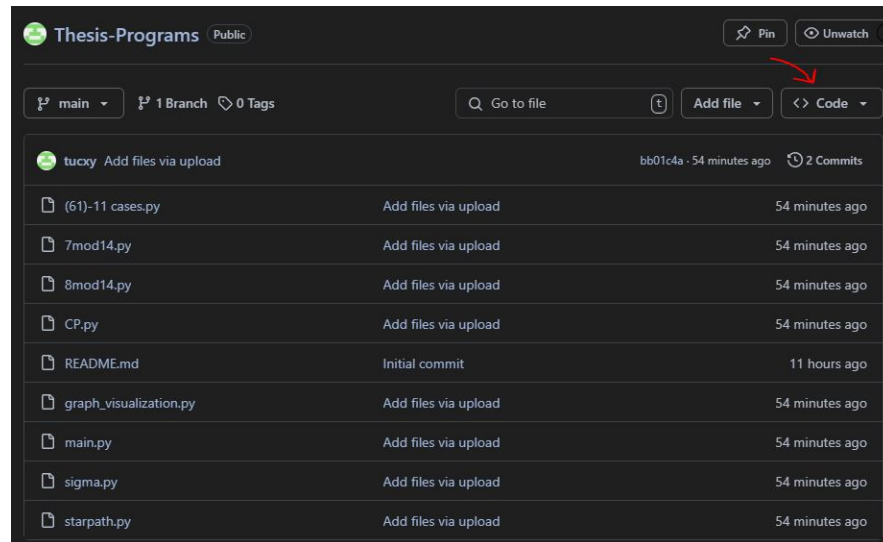 Thesis-Programs Public Pin Unwatch
main 1 Branch 0 Tags Go to file t Add file <> Code
tucxy Add files via upload bb01c4a · 54 minutes ago 2 Commits
(61)-11 cases.py Add files via upload 54 minutes ago
7mod14.py Add files via upload 54 minutes ago
8mod14.py Add files via upload 54 minutes ago
CP.py Add files via upload 54 minutes ago
README.md Initial commit 11 hours ago
graph_visualization.py Add files via upload 54 minutes ago
main.py Add files via upload 54 minutes ago
sigma.py Add files via upload 54 minutes ago
starpath.py Add files via upload 54 minutes ago